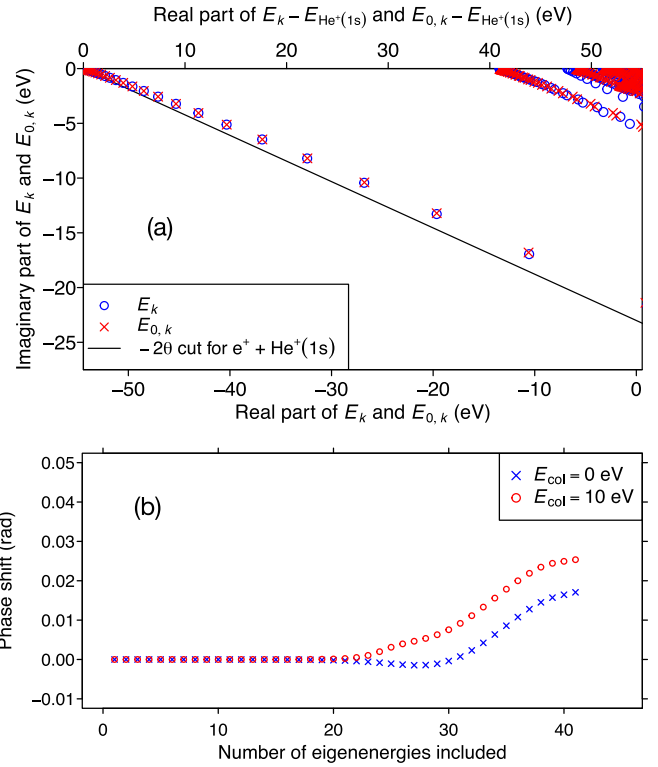 Real part of E_k − E_He⁺(1s) and E_0, k − E_He⁺(1s) (eV)
0 10 20 30 40 50
Imaginary part of E_k and E_0, k (eV)
0
−5
−10
−15
−20
−25
(a)
E_k
E_0, k
−2θ cut for e⁺ + He⁺(1s)
−50 −40 −30 −20 −10 0
Real part of E_k and E_0, k (eV)
Phase shift (rad)
0.05
0.04
0.03
0.02
0.01
0.00
−0.01
(b)
E_col = 0 eV
E_col = 10 eV
0 10 20 30 40
Number of eigenenergies included